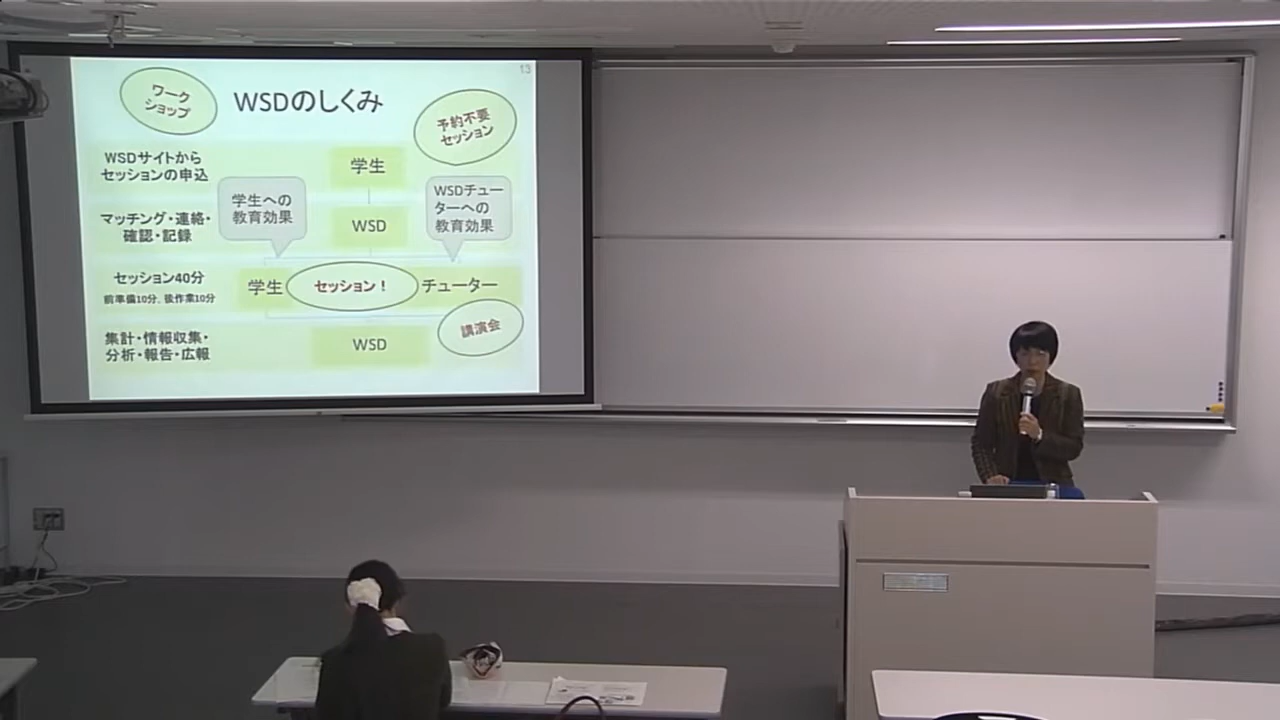 13
ワーク
ショップ
WSDのしくみ
予約不要
セッション
WSDサイトから
セッションの申込
学生
学生への
教育効果
WSDチュー
ターへの
教育効果
マッチング・連絡・
確認・記録
WSD
セッション40分
前準備10分、後作業10分
学生
セッション！
チューター
講演会
集計・情報収集・
分析・報告・広報
WSD